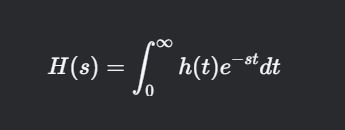 H(s) = ∫₀^∞ h(t)e^{-st}dt